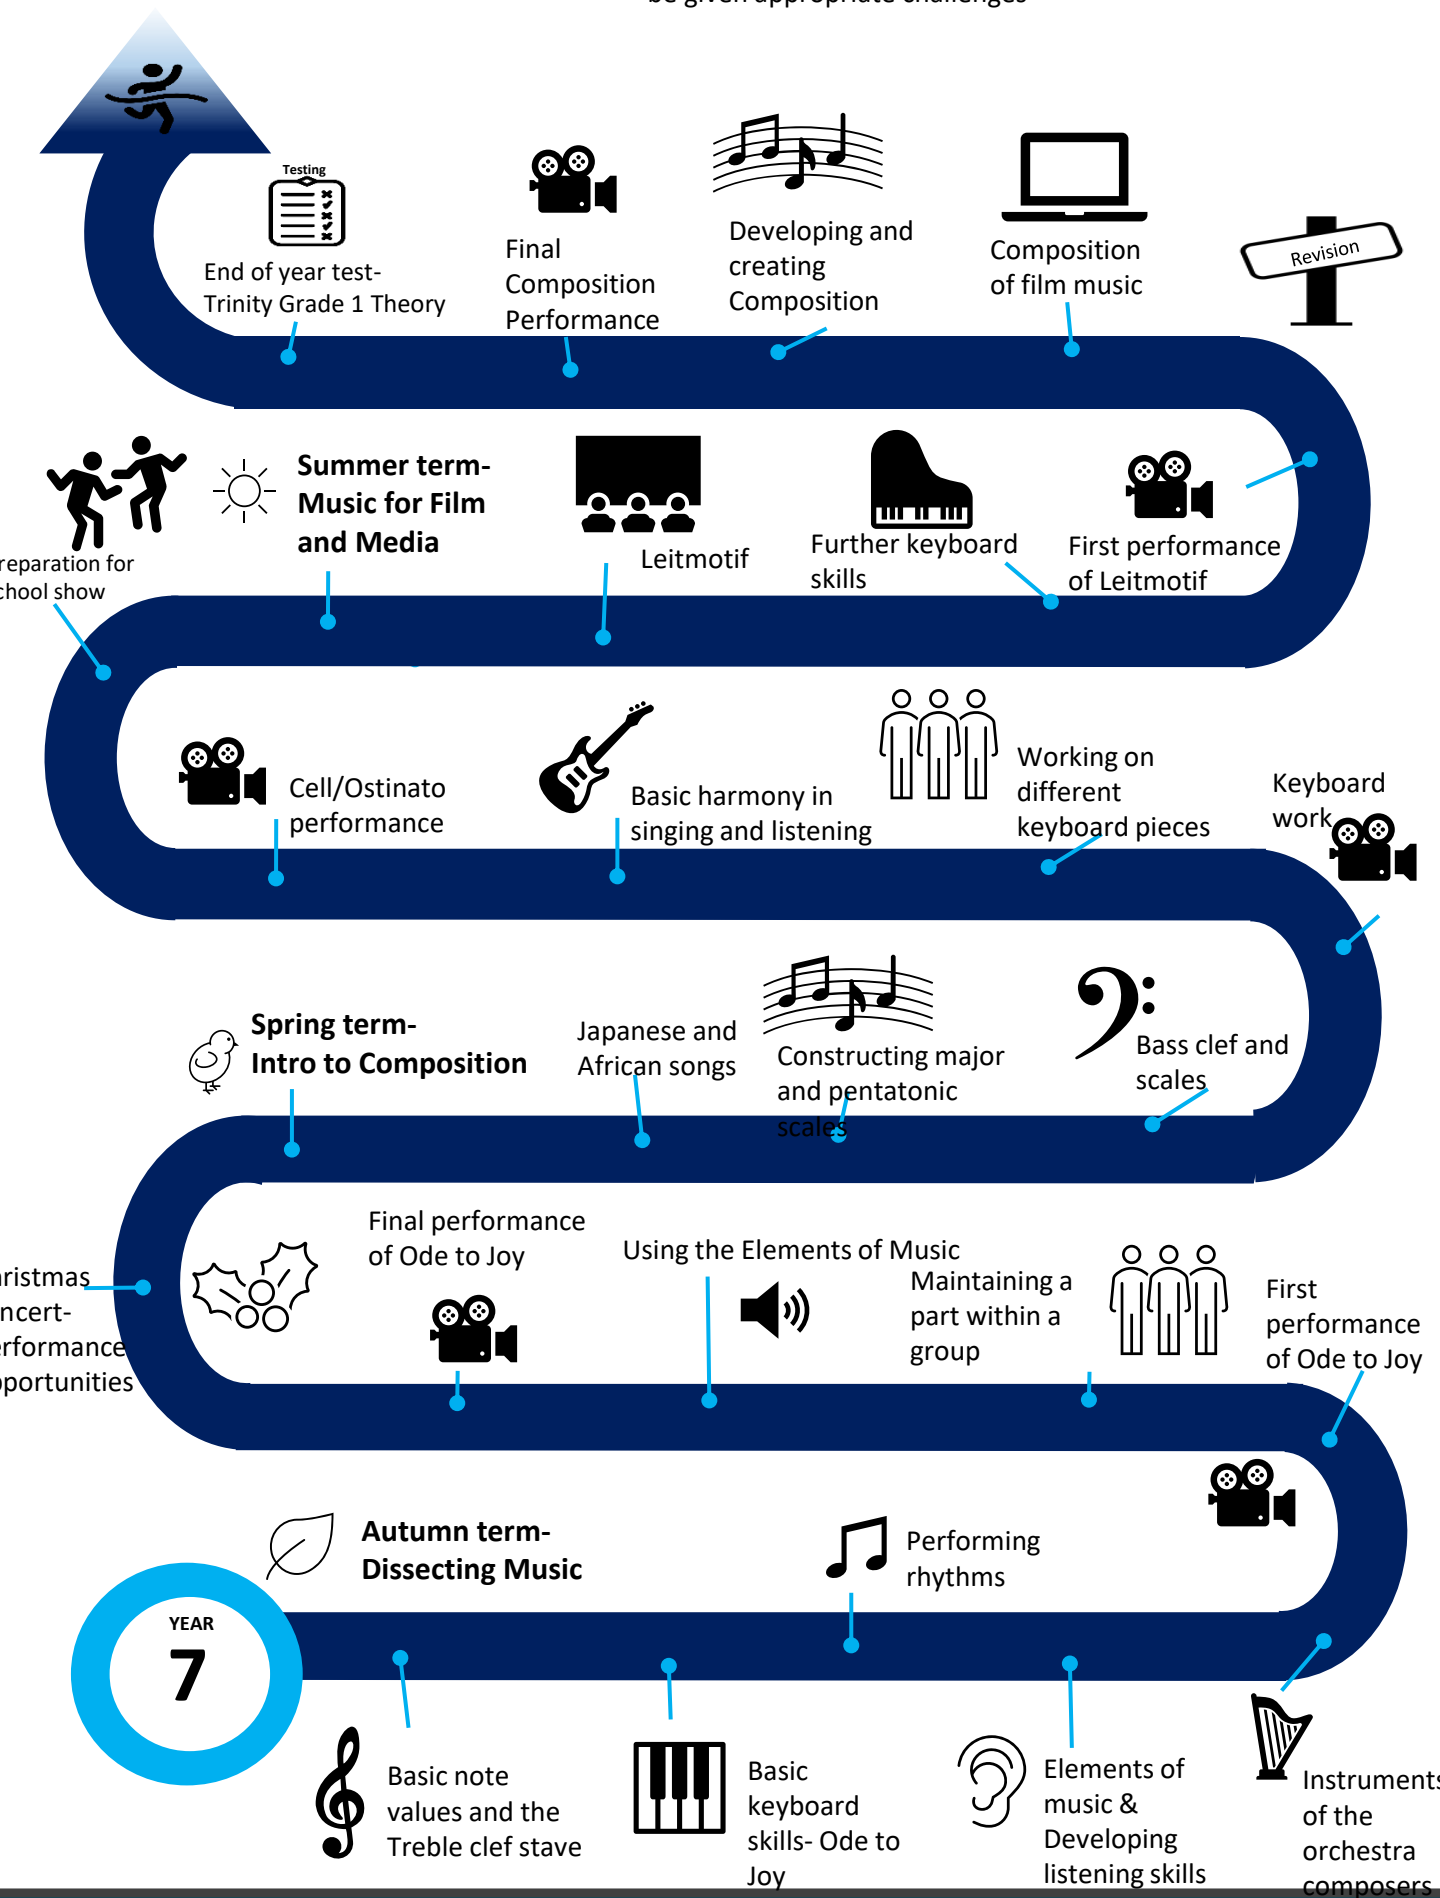 be given appropriate challenges
Testing
End of year test-
Trinity Grade 1 Theory
Final
Composition
Performance
Developing and
creating
Composition
Composition
of film music
Revision
reparation for
chool show
Summer term-
Music for Film
and Media
Leitmotif
Further keyboard
skills
First performance
of Leitmotif
Cell/Ostinato
performance
Basic harmony in
singing and listening
Working on
different
keyboard pieces
Keyboard
work
Spring term-
Intro to Composition
Japanese and
African songs
Constructing major
and pentatonic
scales
Bass clef and
scales
ristmas
ncert-
erformance
pportunities
Final performance
of Ode to Joy
Using the Elements of Music
Maintaining a
part within a
group
First
performance
of Ode to Joy
Autumn term-
Dissecting Music
Performing
rhythms
YEAR
7
Basic note
values and the
Treble clef stave
Basic
keyboard
skills- Ode to
Joy
Elements of
music &
Developing
listening skills
Instruments
of the
orchestra
composers